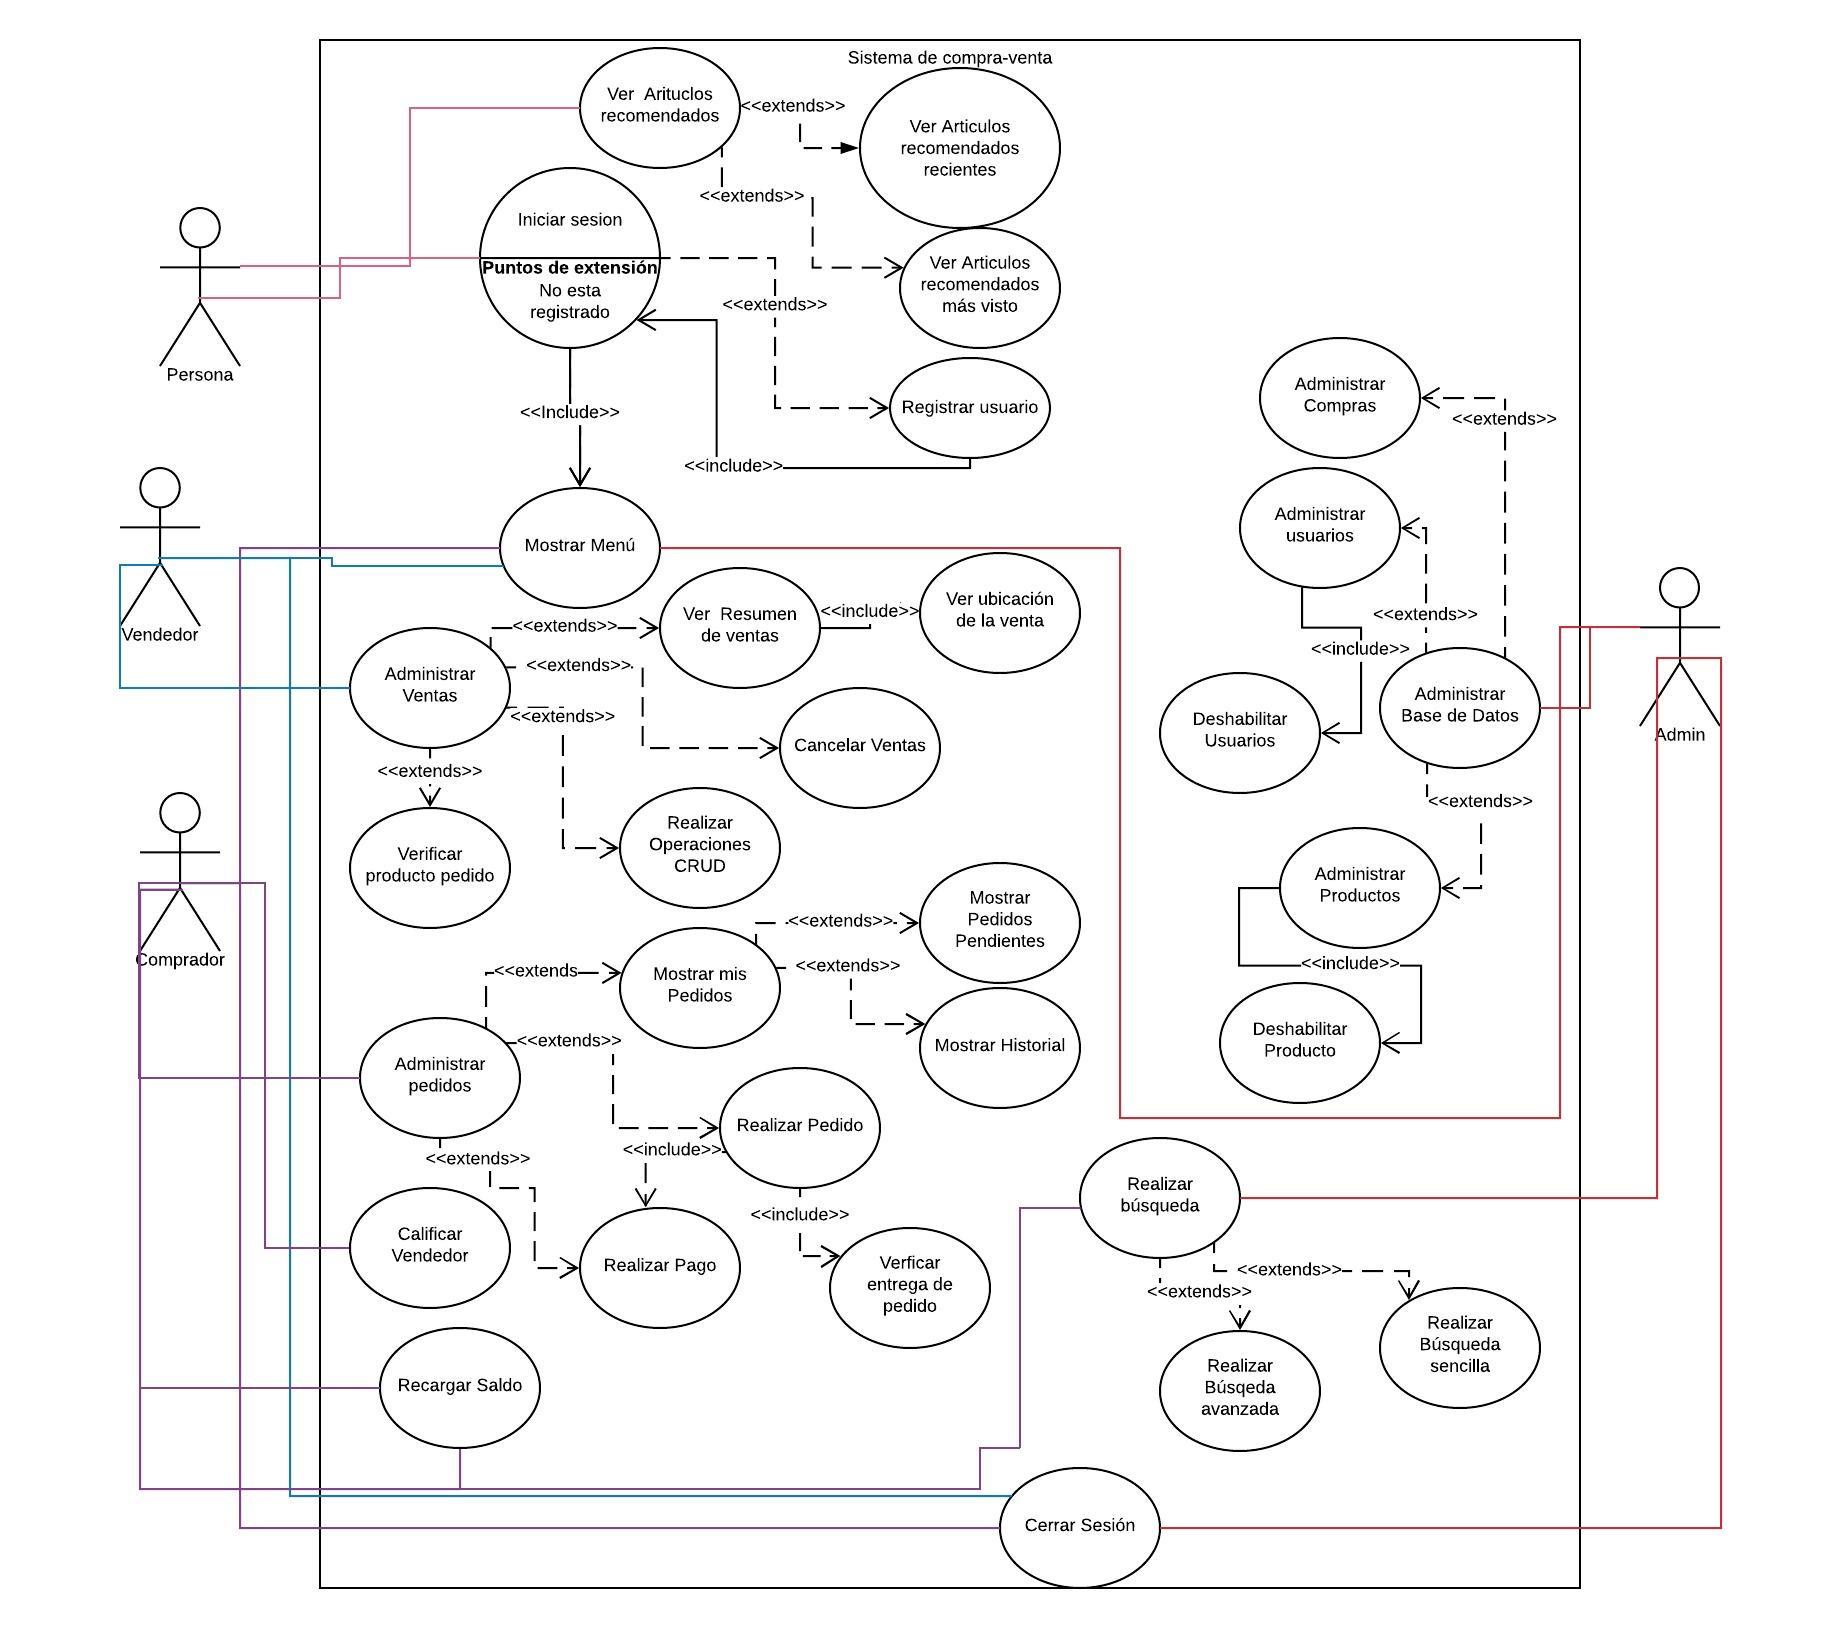 Sistema de compra-venta
Ver Arituclos
recomendados
<<extends>>
Ver Articulos
recomendados
recientes
<<extends>>
Iniciar sesion
Puntos de extensión
No esta
registrado
<<extends>>
Ver Articulos
recomendados
más visto
Persona
<<Include>>
Registrar usuario
<<include>>
Administrar
Compras
<<extends>>
Administrar
usuarios
<<extends>>
<<include>>
Mostrar Menú
Vendedor
Administrar
Ventas
<<extends>>
Ver Resumen
de ventas
<<include>>
Ver ubicación
de la venta
<<extends>>
<<extends>>
Cancelar Ventas
Deshabilitar
Usuarios
Administrar
Base de Datos
Admin
<<extends>>
<<extends>>
Verificar
producto pedido
Realizar
Operaciones
CRUD
Administrar
Productos
<<include>>
Deshabilitar
Producto
Comprador
<<extends>>
Mostrar
Pedidos
Pendientes
<<extends
Mostrar mis
Pedidos
<<extends>>
Mostrar Historial
Administrar
pedidos
<<extends>>
Realizar Pedido
<<include>>
<<extends>>
Calificar
Vendedor
Realizar Pago
<<include>>
Verficar
entrega de
pedido
Realizar
búsqueda
<<extends>>
<<extends>>
Realizar
Búsqueda
sencilla
Realizar
Búsqeda
avanzada
Recargar Saldo
Cerrar Sesión